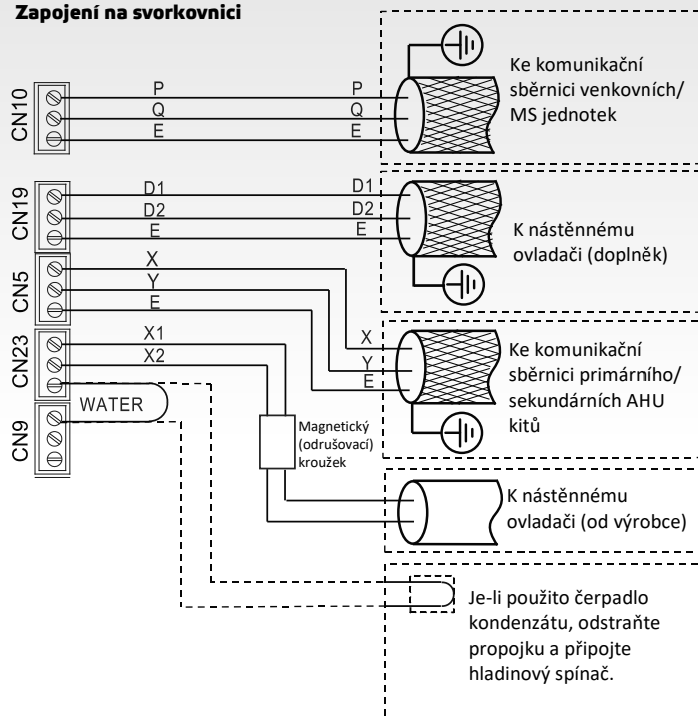 Zapojení na svorkovnici
CN10
P
P
Q
Q
E
E
Ke komunikační
sběrnici venkovních/
MS jednotek
CN19
D1
D1
D2
D2
E
E
K nástěnnému
ovladači (doplněk)
CN5
X
Y
E
X
Y
E
Ke komunikační
sběrnici primárního/
sekundárních AHU
kitů
CN23
X1
X2
WATER
CN9
Magnetický
(odrušovací)
kroužek
K nástěnnému
ovladači (od výrobce)
Je-li použito čerpadlo
kondenzátu, odstraňte
propojku a připojte
hladinový spínač.